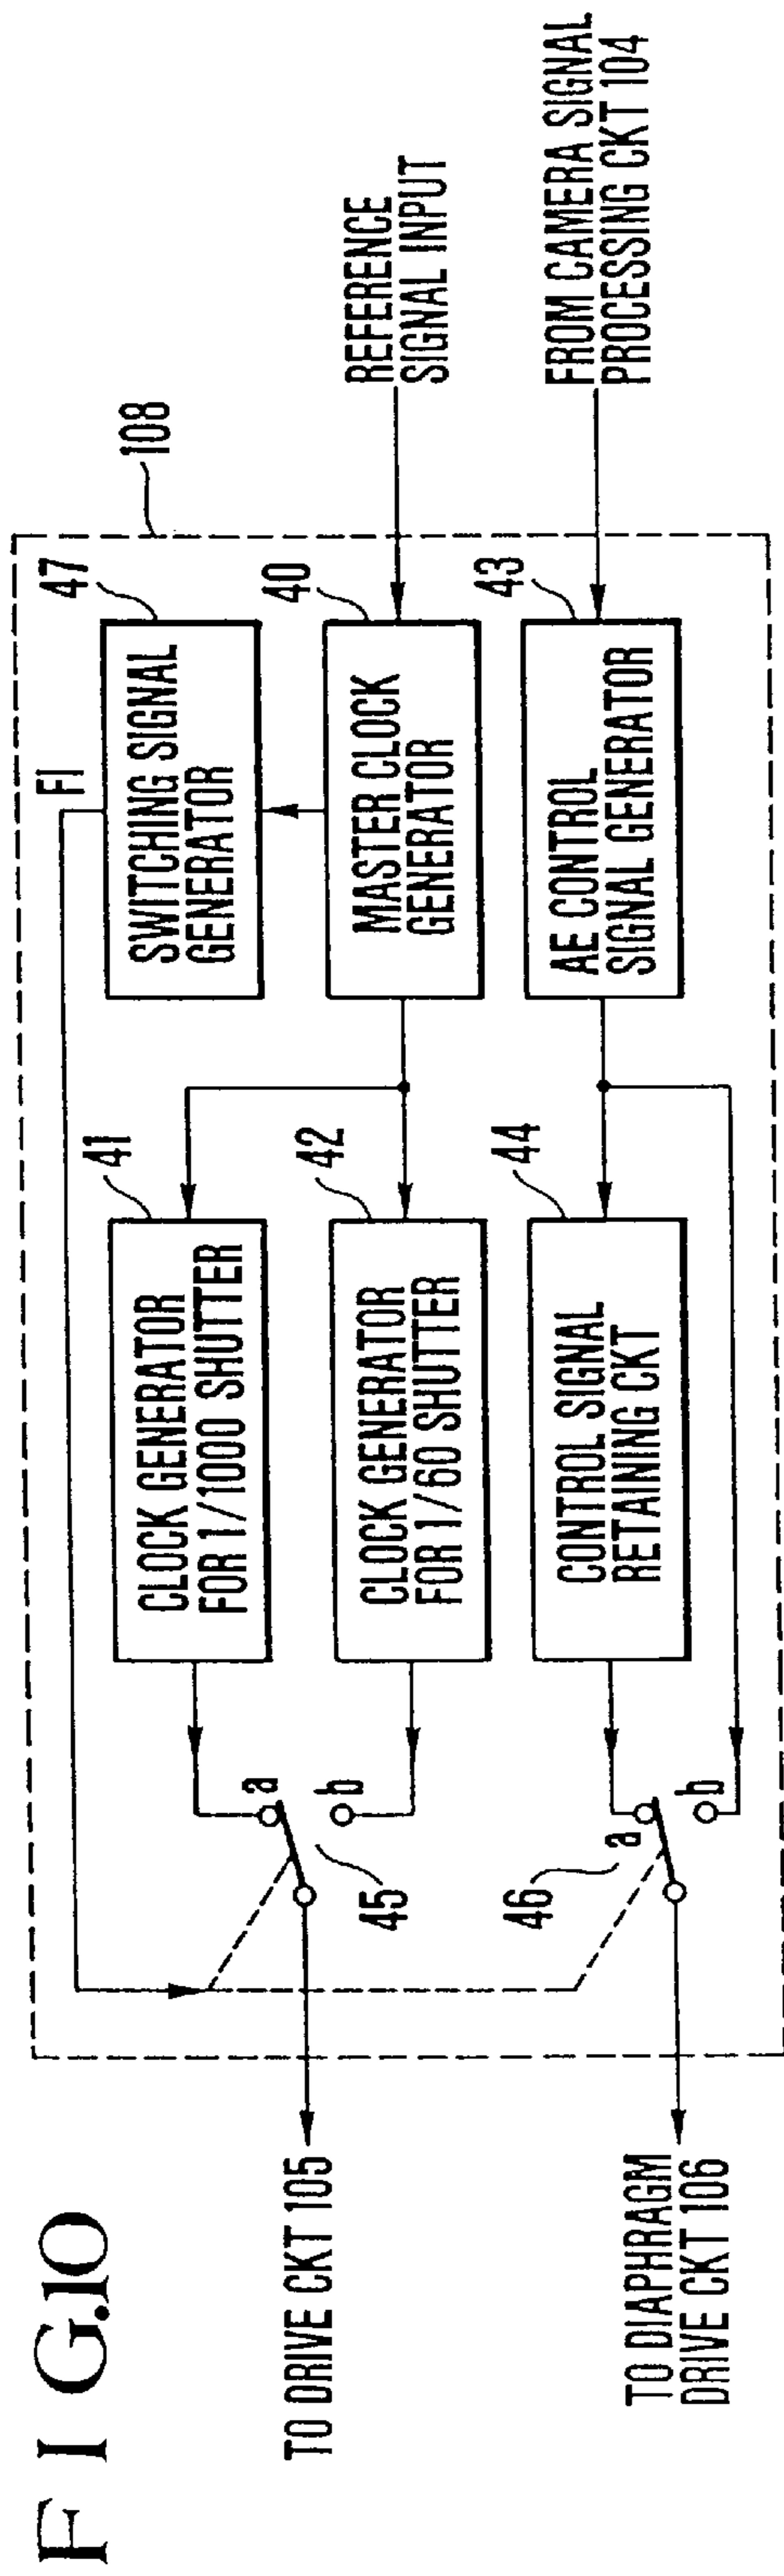 F I G.10
108
F1
47
SWITCHING SIGNAL
GENERATOR
41
CLOCK GENERATOR
FOR 1/1000 SHUTTER
40
MASTER CLOCK
GENERATOR
REFERENCE
SIGNAL INPUT
42
CLOCK GENERATOR
FOR 1/60 SHUTTER
a
b
45
TO DRIVE CKT 105
43
AE CONTROL
SIGNAL GENERATOR
FROM CAMERA SIGNAL
PROCESSING CKT 104
44
CONTROL SIGNAL
RETAINING CKT
46
a
b
TO DIAPHRAGM
DRIVE CKT 106